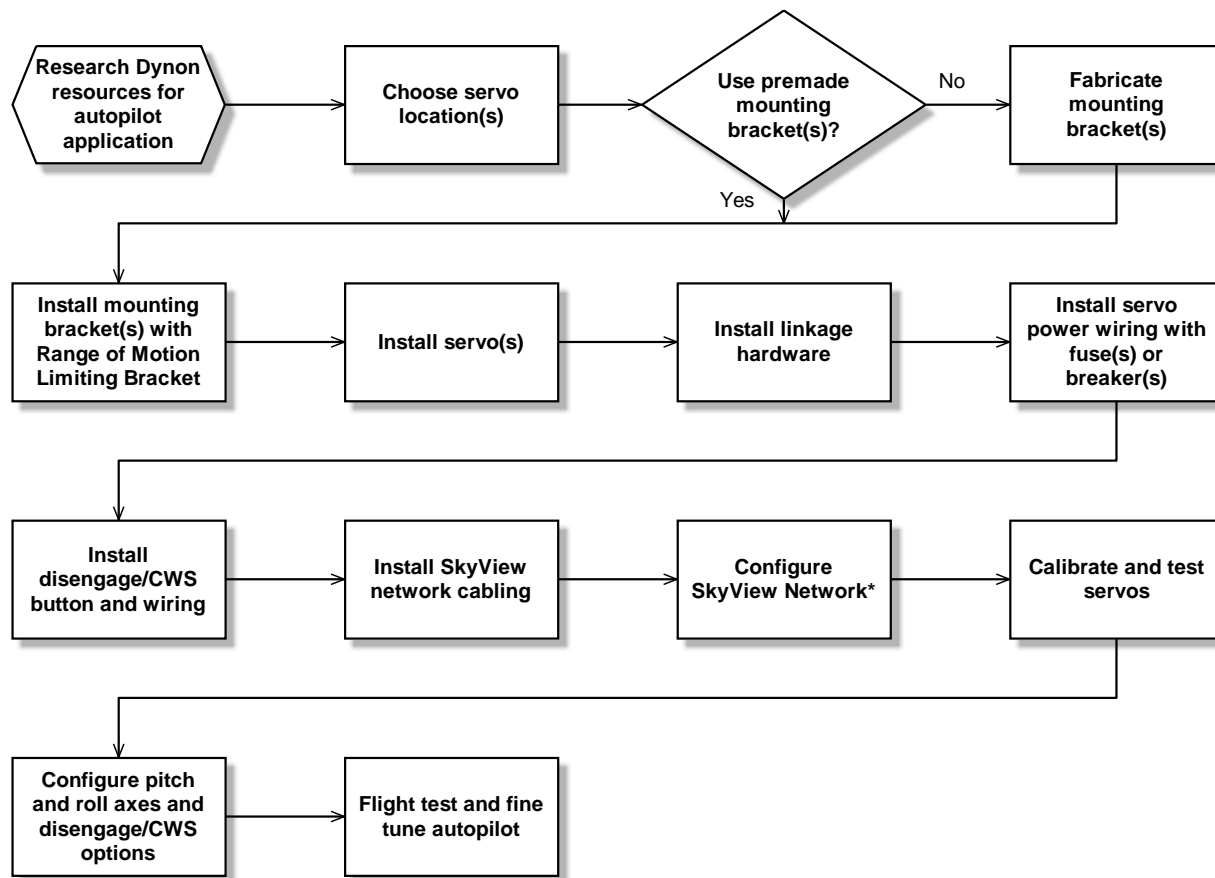 Research Dynon
resources for
autopilot
application
Choose servo
location(s)
Use premade
mounting
bracket(s)?
No
Fabricate
mounting
bracket(s)
Yes
Install mounting
bracket(s) with
Range of Motion
Limiting Bracket
Install servo(s)
Install linkage
hardware
Install servo
power wiring with
fuse(s) or
breaker(s)
Install
disengage/CWS
button and wiring
Install SkyView
network cabling
Configure
SkyView Network*
Calibrate and test
servos
Configure pitch
and roll axes and
disengage/CWS
options
Flight test and fine
tune autopilot